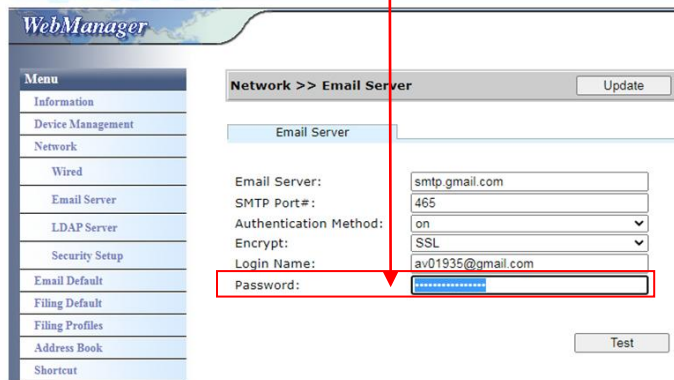 WebManager
Menu
Information
Device Management
Network
Wired
Email Server
LDAP Server
Security Setup
Email Default
Filing Default
Filing Profiles
Address Book
Shortcut
Network >> Email Server
Update
Email Server
Email Server: smtp.gmail.com
SMTP Port#: 465
Authentication Method: on
Encrypt: SSL
Login Name: av01935@gmail.com
Password: ••••••••••••••••
Test